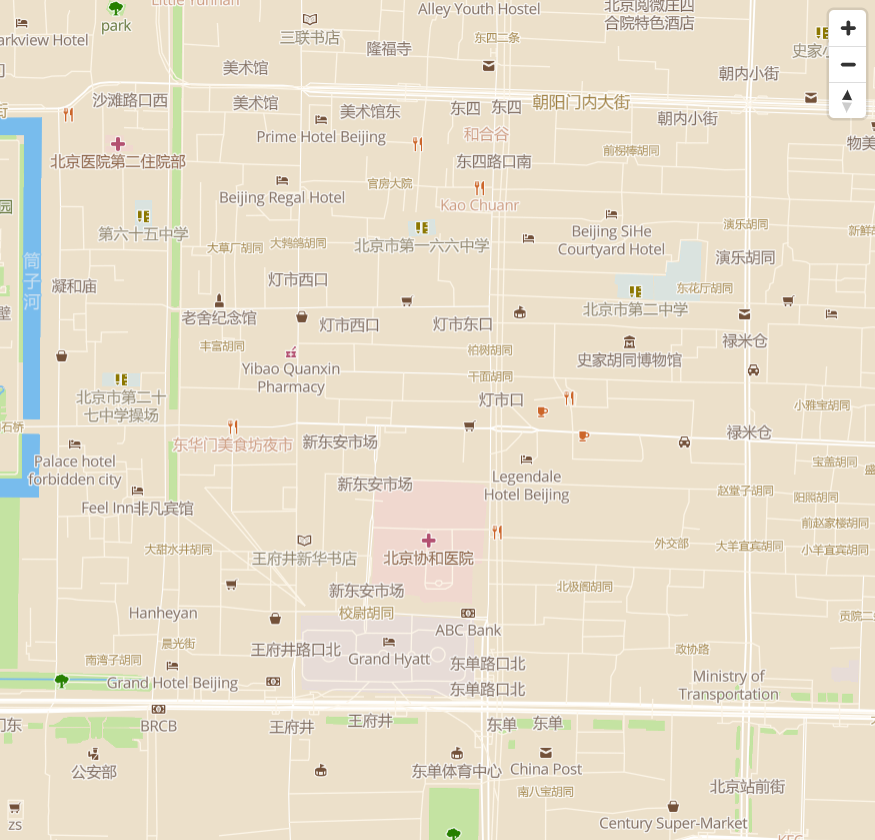 Little Yunnan
Alley Youth Hostel
北京阅微庄四
合院特色酒店
park
三联书店
东四二条
arkview Hotel
隆福寺
史家小
门
美术馆
朝内小街
沙滩路口西
美术馆
美术馆东
东四
东四
朝阳门内大街
街
朝内小街
Prime Hotel Beijing
和合谷
物美
北京医院第二住院部
东四路口南
前拐棒胡同
官房大院
Beijing Regal Hotel
Kao Chuanr
园
第六十五中学
大草厂胡同
大鹁鸽胡同
北京市第一六六中学
Beijing SiHe
Courtyard Hotel
演乐胡同
新鲜胡
演乐胡同
筒子河
凝和庙
灯市西口
东花厅胡同
北京市第二中学
壁
老舍纪念馆
灯市西口
灯市东口
禄米仓
丰富胡同
柏树胡同
史家胡同博物馆
Yibao Quanxin
Pharmacy
干面胡同
北京市第二十
七中学操场
灯市口
小雅宝胡同
石桥
东华门美食坊夜市
新东安市场
禄米仓
Palace hotel
forbidden city
宝盖胡同
盛
新东安市场
Legendale
Hotel Beijing
赵堂子胡同
阳照胡同
Feel Inn非凡宾馆
前赵家楼胡同
大甜水井胡同
王府井新华书店
北京协和医院
外交部
大羊宜宾胡同
小羊宜宾胡同
新东安市场
北极阁胡同
Hanheyan
校尉胡同
贡院二
ABC Bank
晨光街
王府井路口北
Grand Hyatt
东单路口北
政协路
南湾子胡同
Grand Hotel Beijing
东单路口北
Ministry of
Transportation
门东
BRCB
王府井
王府井
东单
东单
公安部
东单体育中心
China Post
北京站前街
南八宝胡同
zs
Century Super-Market
KFC